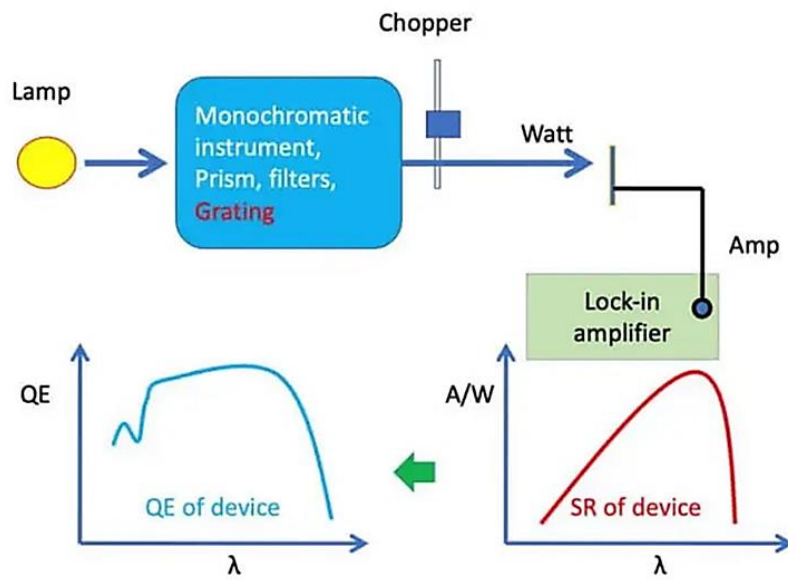 Chopper
Lamp
Monochromatic
instrument,
Prism, filters,
Grating
Watt
Amp
Lock-in
amplifier
QE
QE of device
λ
A/W
SR of device
λ